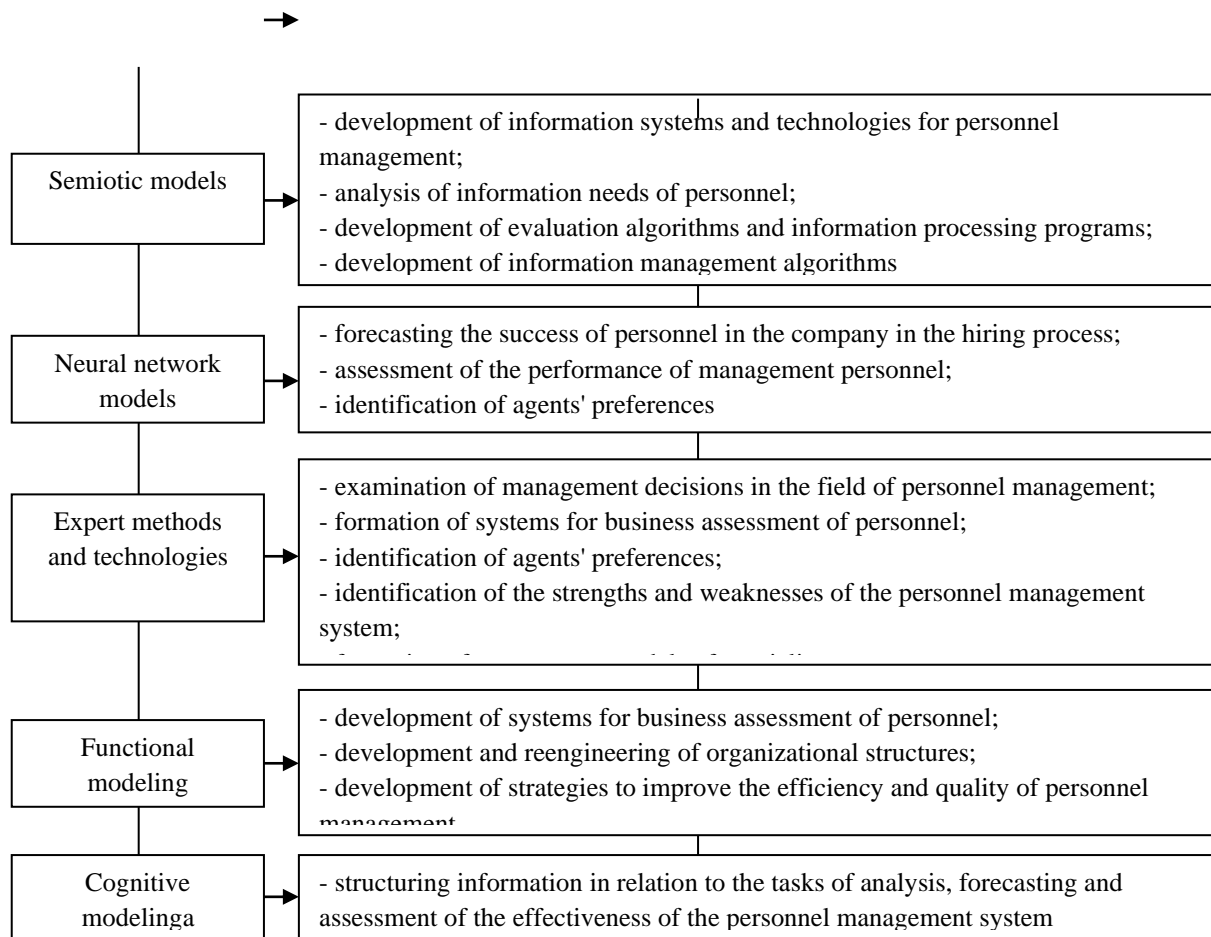 - development of information systems and technologies for personnel
management;
- analysis of information needs of personnel;
- development of evaluation algorithms and information processing programs;
- development of information management algorithms
Semiotic models
- forecasting the success of personnel in the company in the hiring process;
- assessment of the performance of management personnel;
- identification of agents' preferences
Neural network
models
- examination of management decisions in the field of personnel management;
- formation of systems for business assessment of personnel;
- identification of agents' preferences;
- identification of the strengths and weaknesses of the personnel management
system;
Expert methods
and technologies
- development of systems for business assessment of personnel;
- development and reengineering of organizational structures;
- development of strategies to improve the efficiency and quality of personnel
management
Functional
modeling
- structuring information in relation to the tasks of analysis, forecasting and
assessment of the effectiveness of the personnel management system
Cognitive
modelinga